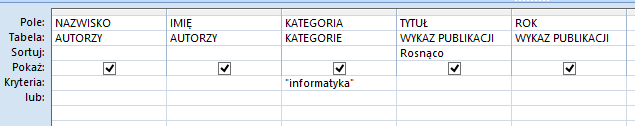 Pole: NAZWISKO IMIĘ KATEGORIA TYTUŁ ROK
Tabela: AUTORZY AUTORZY KATEGORIE WYKAZ PUBLIKACJI WYKAZ PUBLIKACJI
Sortuj: Rosnąco
Pokaż:
Kryteria: "informatyka"
lub: